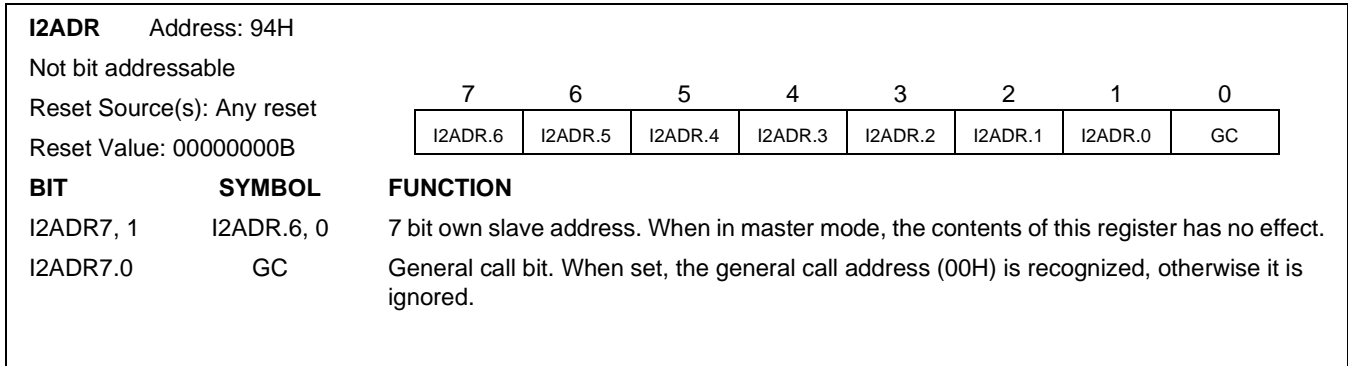 I2ADR Address: 94H
Not bit addressable
Reset Source(s): Any reset
Reset Value: 00000000B
7 6 5 4 3 2 1 0
I2ADR.6 I2ADR.5 I2ADR.4 I2ADR.3 I2ADR.2 I2ADR.1 I2ADR.0 GC
BIT SYMBOL FUNCTION
I2ADR7, 1 I2ADR.6, 0 7 bit own slave address. When in master mode, the contents of this register has no effect.
I2ADR7.0 GC General call bit. When set, the general call address (00H) is recognized, otherwise it is
ignored.